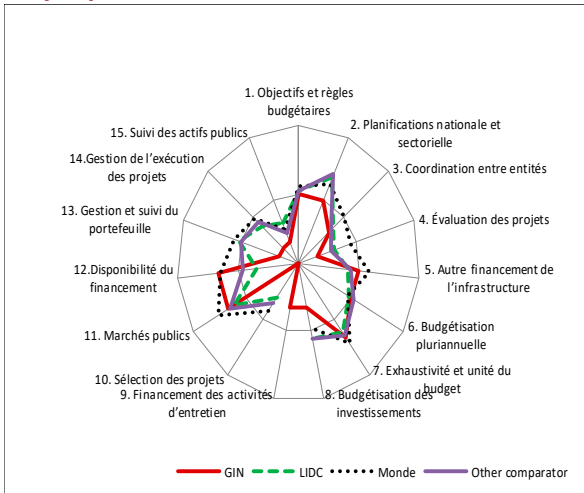 1. Objectifs et règles
budgétaires
2. Planifications nationale et
sectorielle
3. Coordination entre entités
4. Évaluation des projets
5. Autre financement de
l'infrastructure
6. Budgétisation
pluriannuelle
7. Exhaustivité et unité du
budget
8. Budgétisation des
investissements
9. Financement des activités
d'entretien
10. Sélection des projets
11. Marchés publics
12.Disponibilité du
financement
13. Gestion et suivi du
portefeuille
14.Gestion de l'exécution
des projets
15. Suivi des actifs publics
GIN LIDC Monde Other comparator